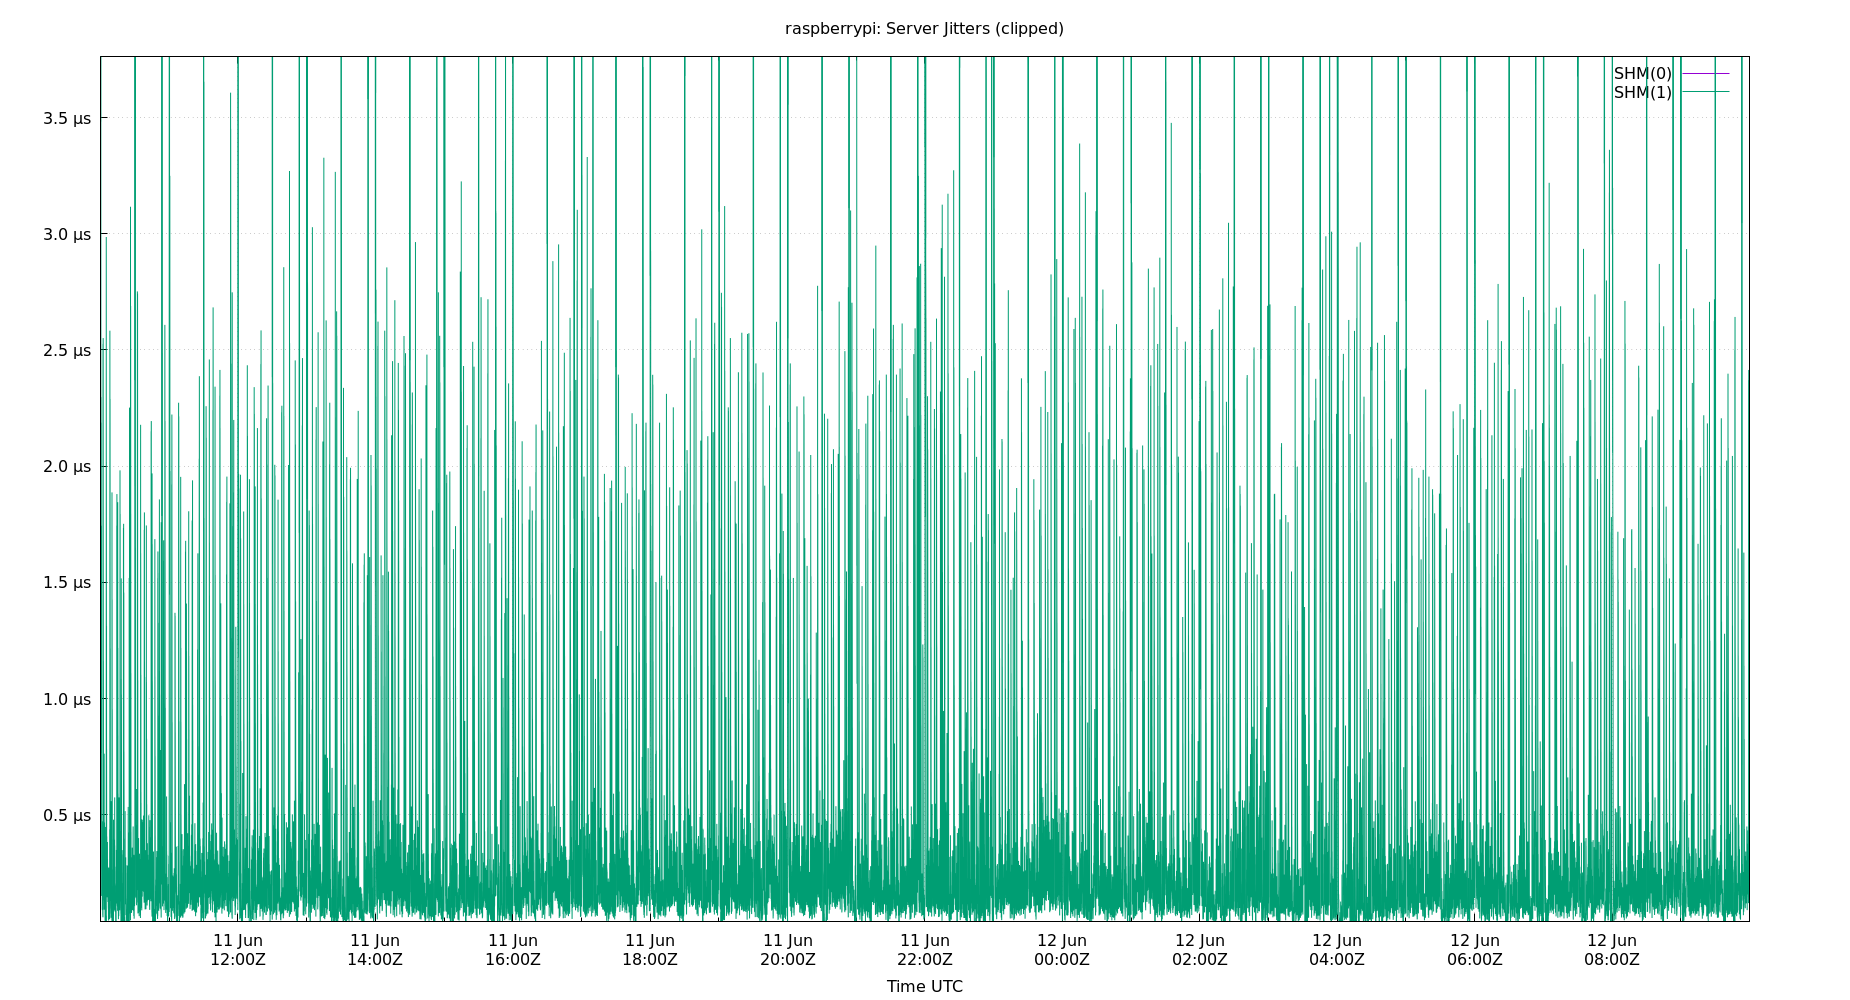 raspberrypi: Server Jitters (clipped)
SHM(0)
SHM(1)
3.5 μs
3.0 μs
2.5 μs
2.0 μs
1.5 μs
1.0 μs
0.5 μs
11 Jun 11 Jun 11 Jun 11 Jun 11 Jun 11 Jun 12 Jun 12 Jun 12 Jun 12 Jun 12 Jun
12:00Z 14:00Z 16:00Z 18:00Z 20:00Z 22:00Z 00:00Z 02:00Z 04:00Z 06:00Z 08:00Z
Time UTC